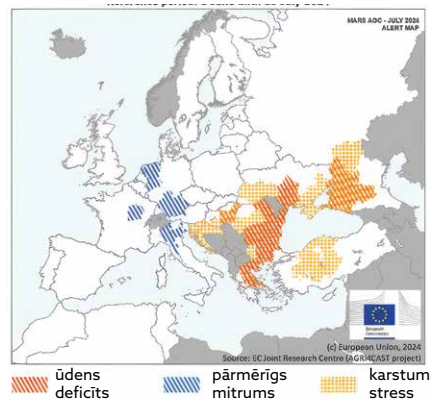 MARS AGC - JULY 2024
ALERT MAP
(c) European Union, 2024
Source: EC Joint Research Centre (AGRI4CAST project)
ūdens
deficīts
pārmērīgs
mitrums
karstum
stress